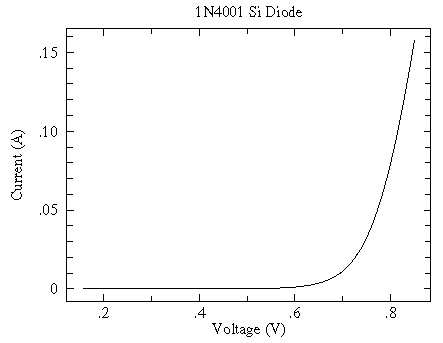 1N4001 Si Diode
Current (A)
.15
.10
.05
0
.2 .4 .6 .8
Voltage (V)